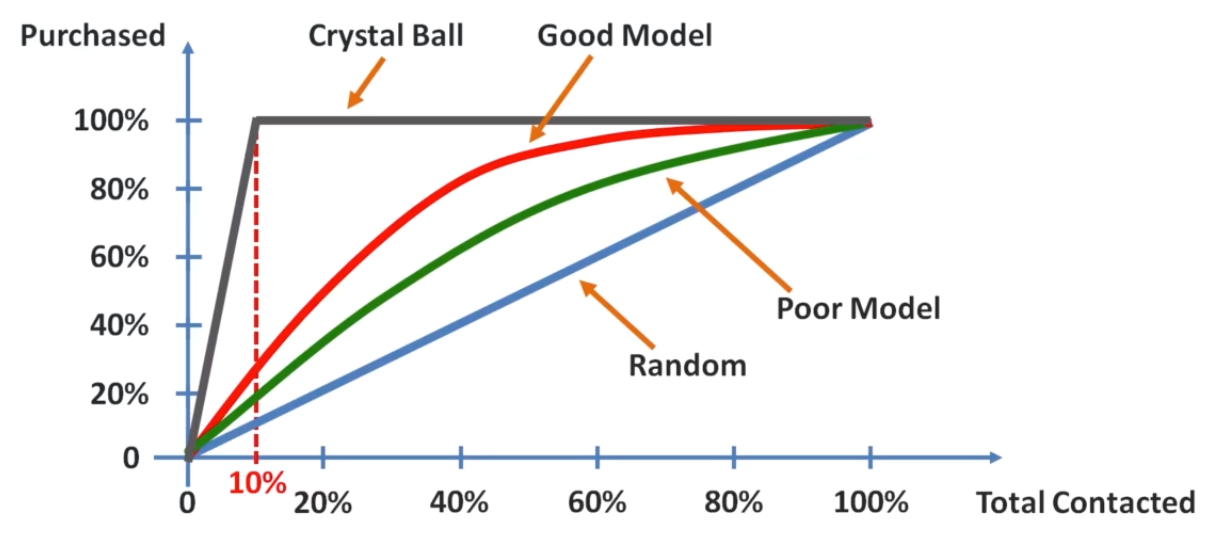 Purchased
Crystal Ball
Good Model
100%
80%
60%
40%
20%
0
Poor Model
Random
10%
0
20%
40%
60%
80%
100%
Total Contacted